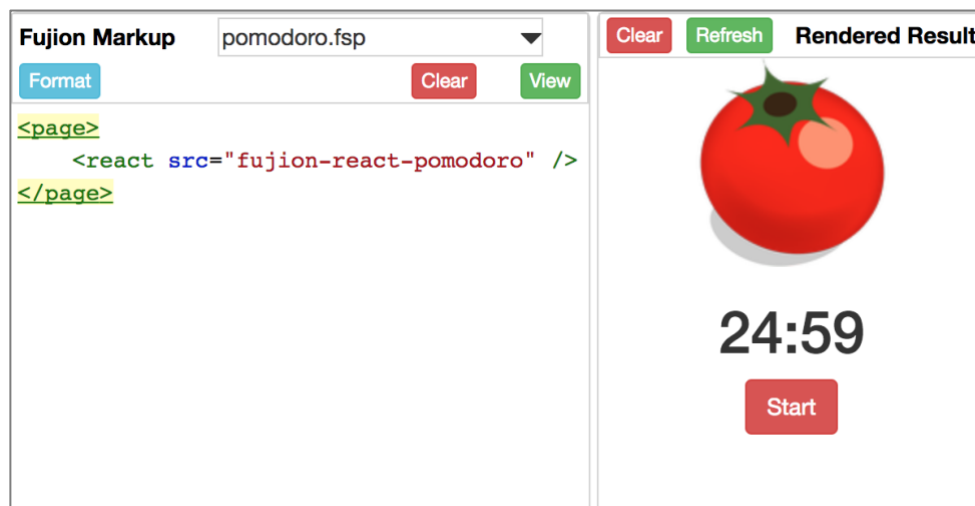 Fujion Markup pomodoro.fsp
Format Clear View
<page>
    <react src="fujion-react-pomodoro" />
</page>
Clear Refresh Rendered Result
24:59
Start